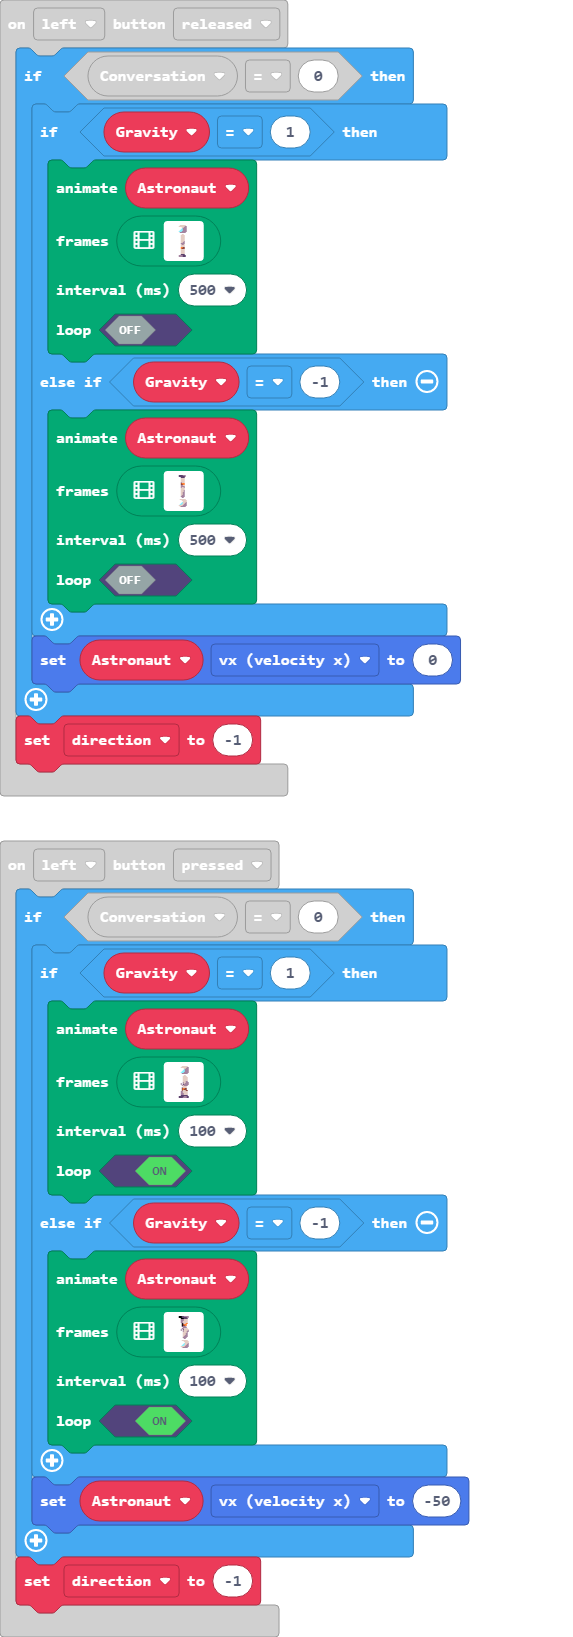 on left button released
if Conversation = 0 then
if Gravity = 1 then
animate Astronaut
frames
interval (ms) 500
loop OFF
else if Gravity = -1 then
animate Astronaut
frames
interval (ms) 500
loop OFF
set Astronaut vx (velocity x) to 0
set direction to -1
on left button pressed
if Conversation = 0 then
if Gravity = 1 then
animate Astronaut
frames
interval (ms) 100
loop ON
else if Gravity = -1 then
animate Astronaut
frames
interval (ms) 100
loop ON
set Astronaut vx (velocity x) to -50
set direction to -1